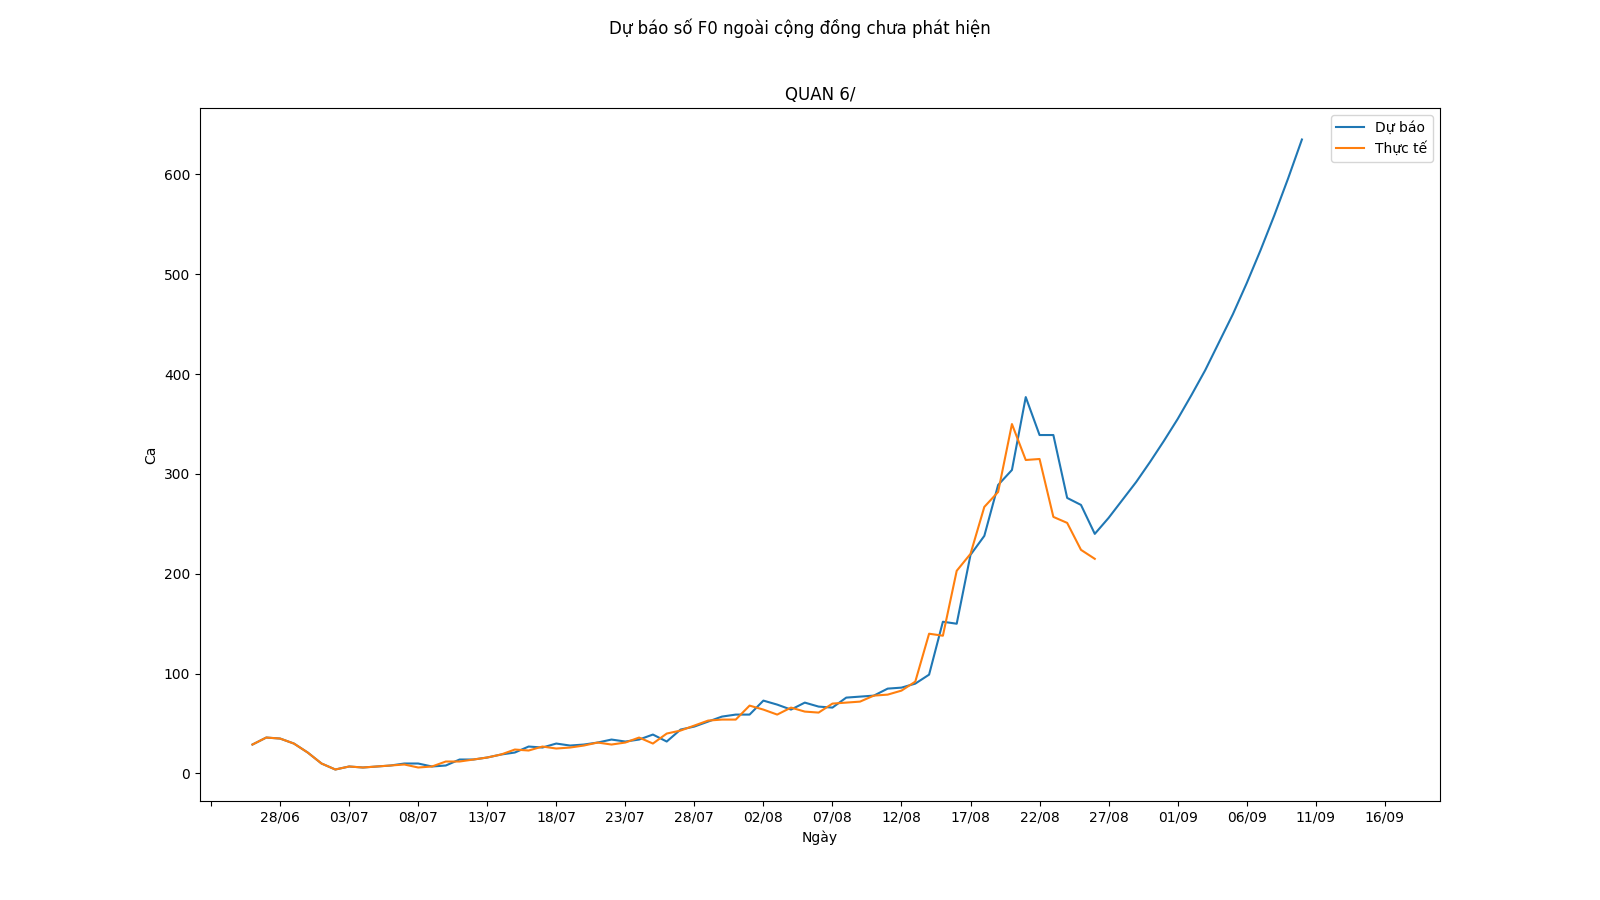 Dự báo số F0 ngoài cộng đồng chưa phát hiện
QUAN 6/
Dự báo
Thực tế
600
500
400
300
200
100
0
Ca
28/06 03/07 08/07 13/07 18/07 23/07 28/07 02/08 07/08 12/08 17/08 22/08 27/08 01/09 06/09 11/09 16/09
Ngày